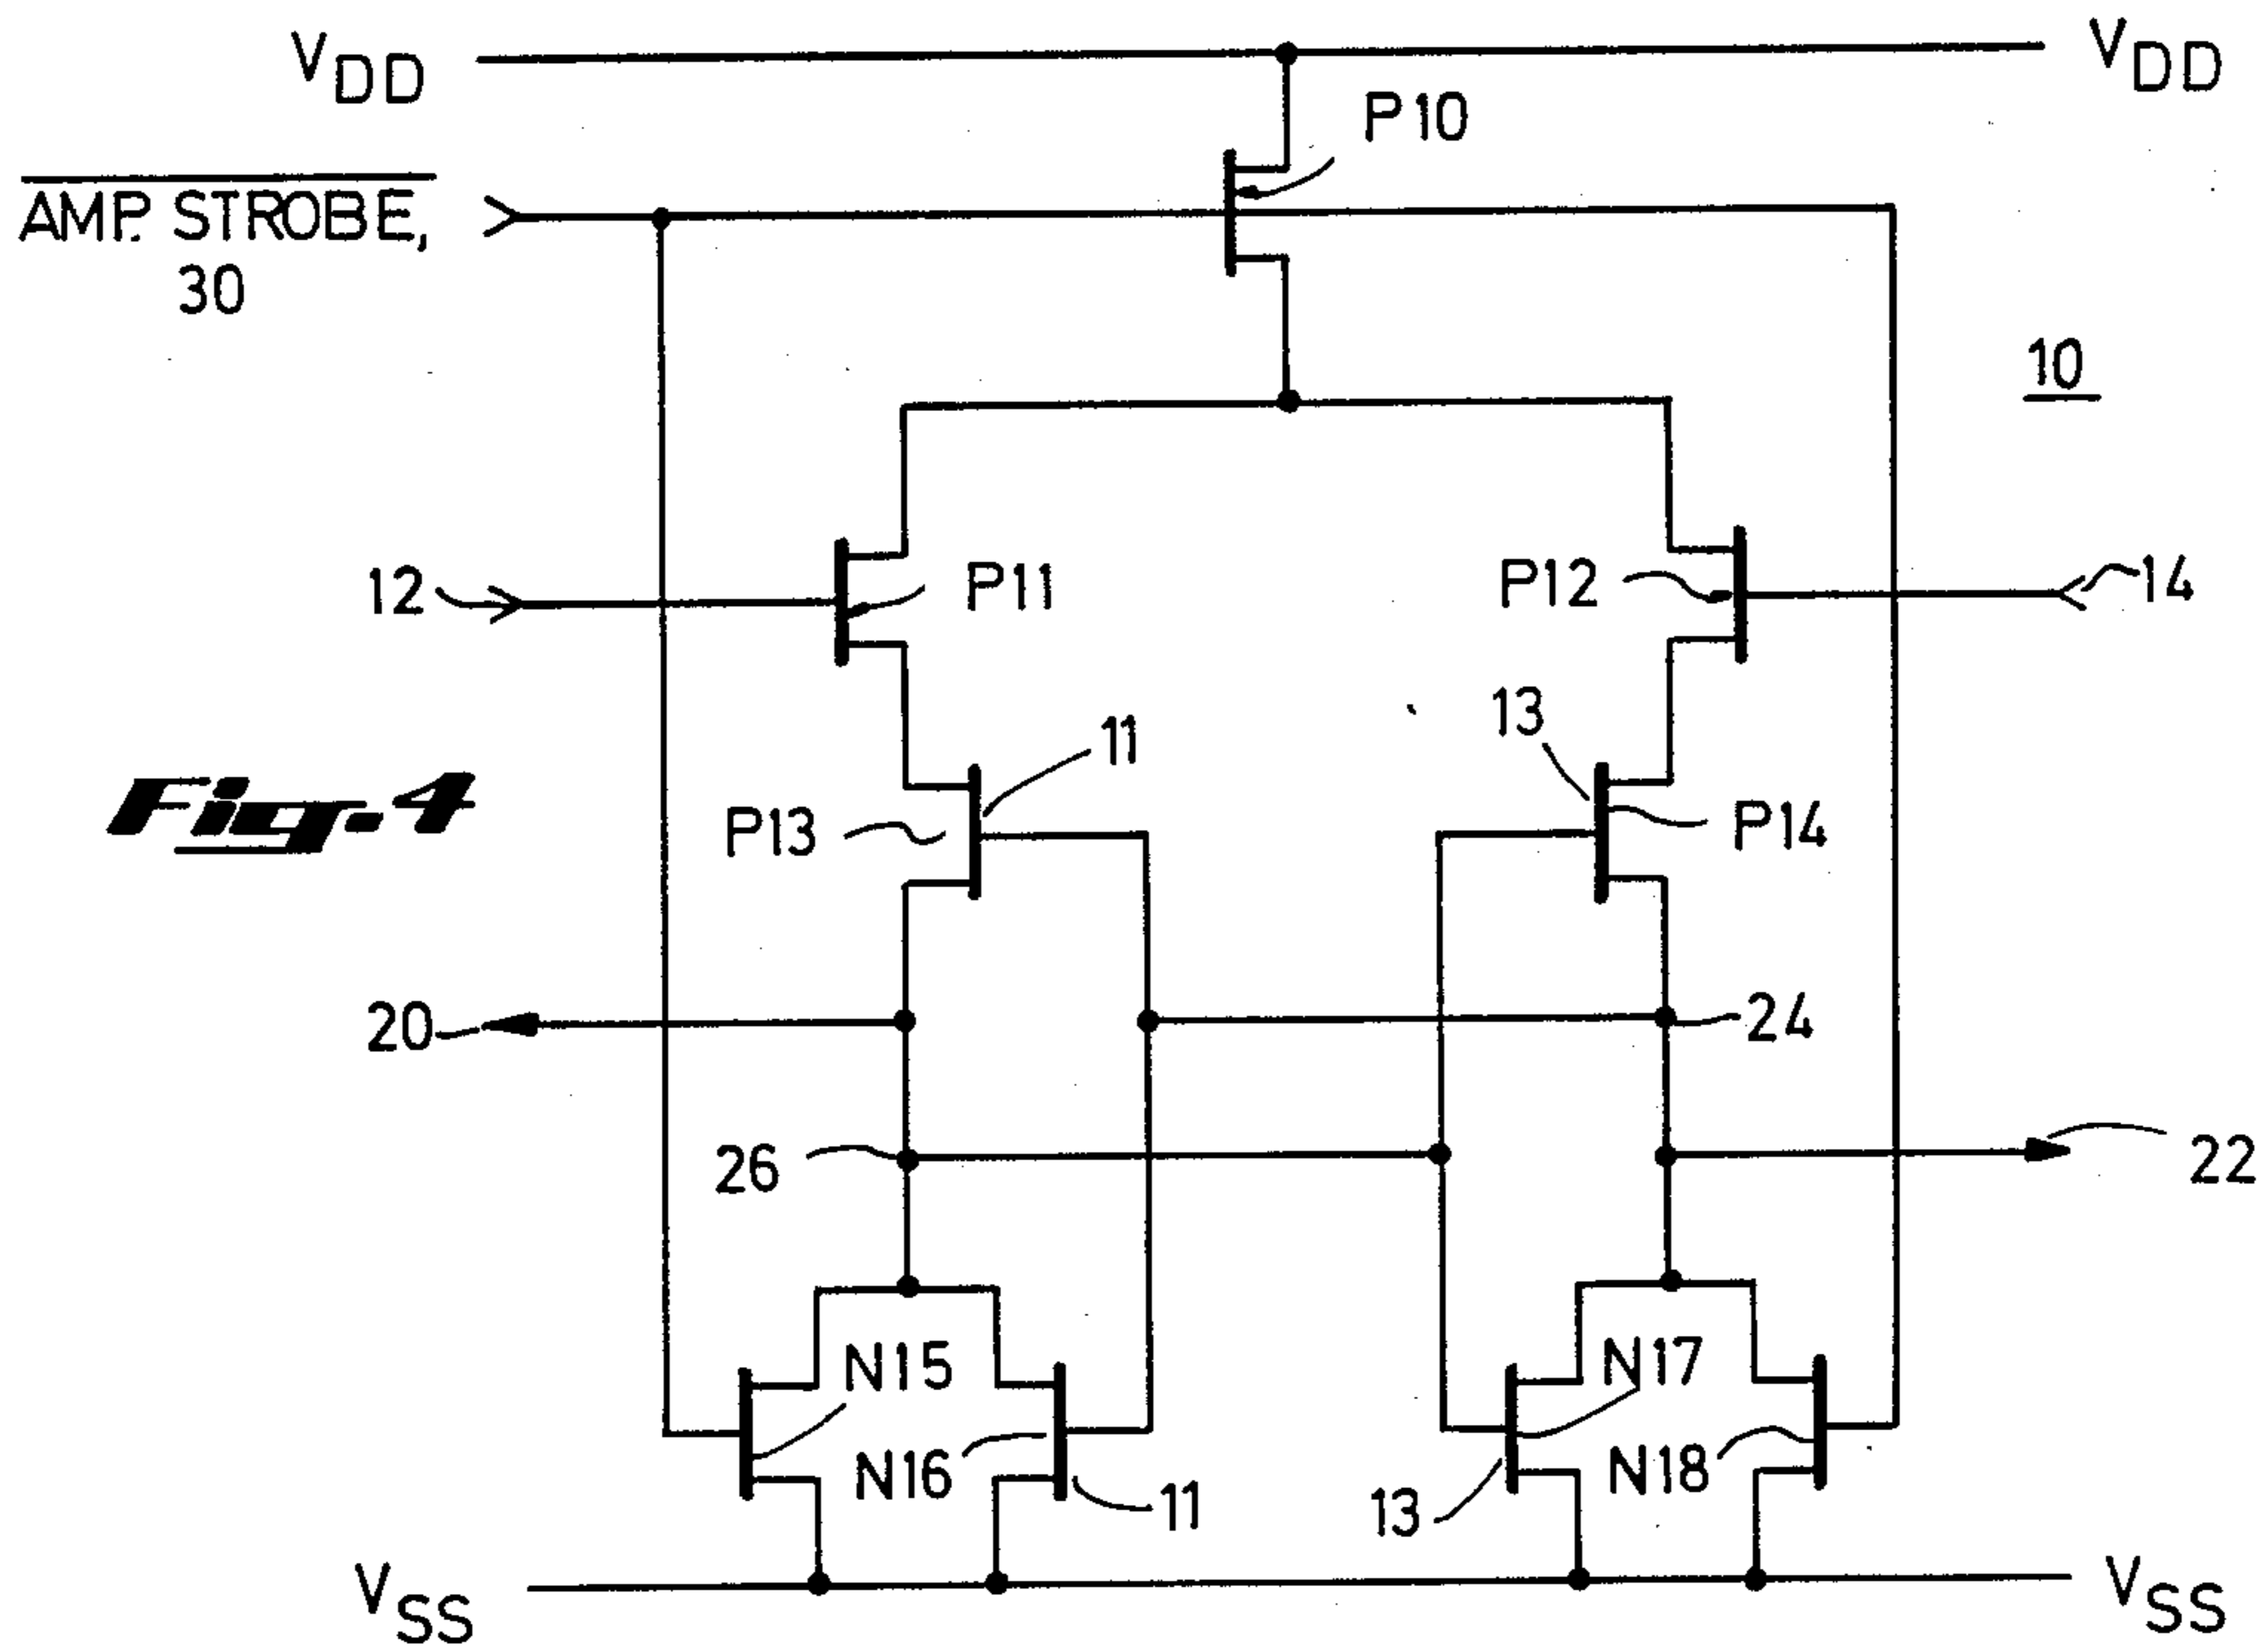 VDD
VDD
P10
AMP. STROBE,
30
10
12
P11
P12
14
11
13
Fig. 4
P13
P14
20
24
26
22
N15
N17
N16
N18
11
13
VSS
VSS